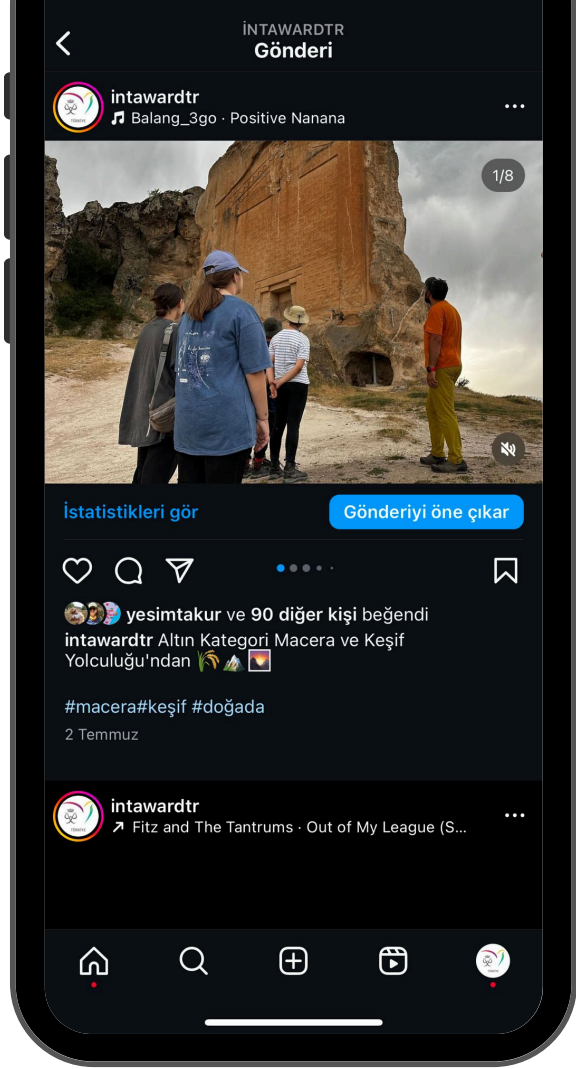 İNTAWARDTR
Gönderi
intawardtr
Balang_3go · Positive Nanana
1/8
İstatistikleri gör
Gönderiyi öne çıkar
yesimtakur ve 90 diğer kişi beğendi
intawardtr Altın Kategori Macera ve Keşif
Yolculuğu'ndan
#macera#keşif #doğada
2 Temmuz
intawardtr
Fitz and The Tantrums · Out of My League (S...